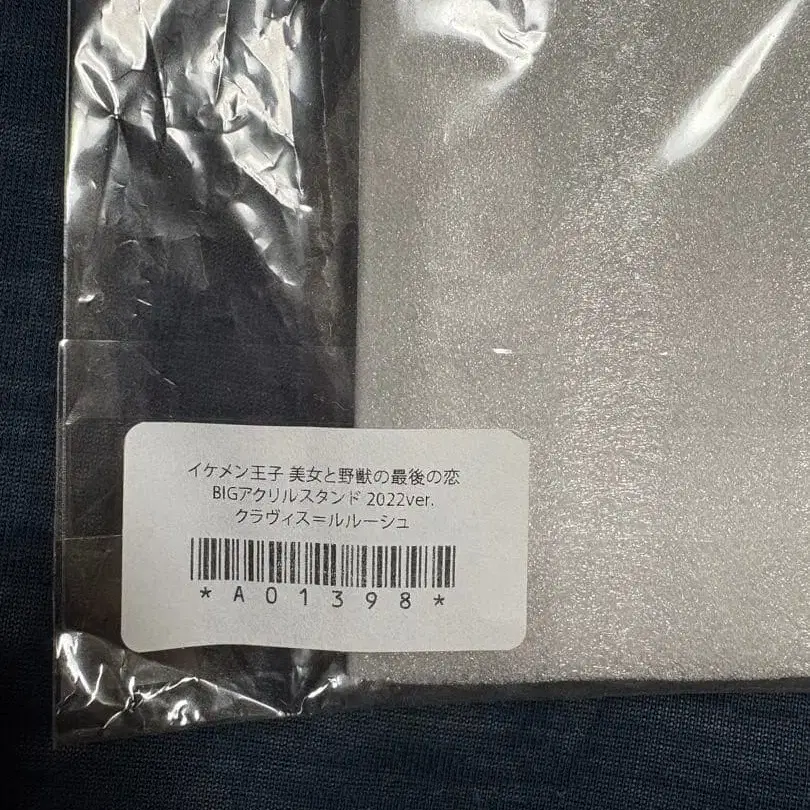 イケメン王子 美女と野獣の最後の恋
BIGアクリルスタンド 2022ver.
クラヴィス＝ルルーシュ
*A01398*